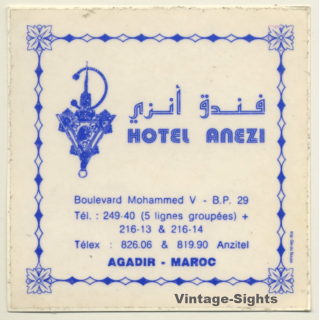 فندق أنزي
HOTEL ANEZI
Boulevard Mohammed V - B.P. 29
Tél. : 249-40 (5 lignes groupées) +
216-13 & 216-14
Télex : 826.06 & 819.90 Anzitel
AGADIR - MAROC
Vintage-Sights